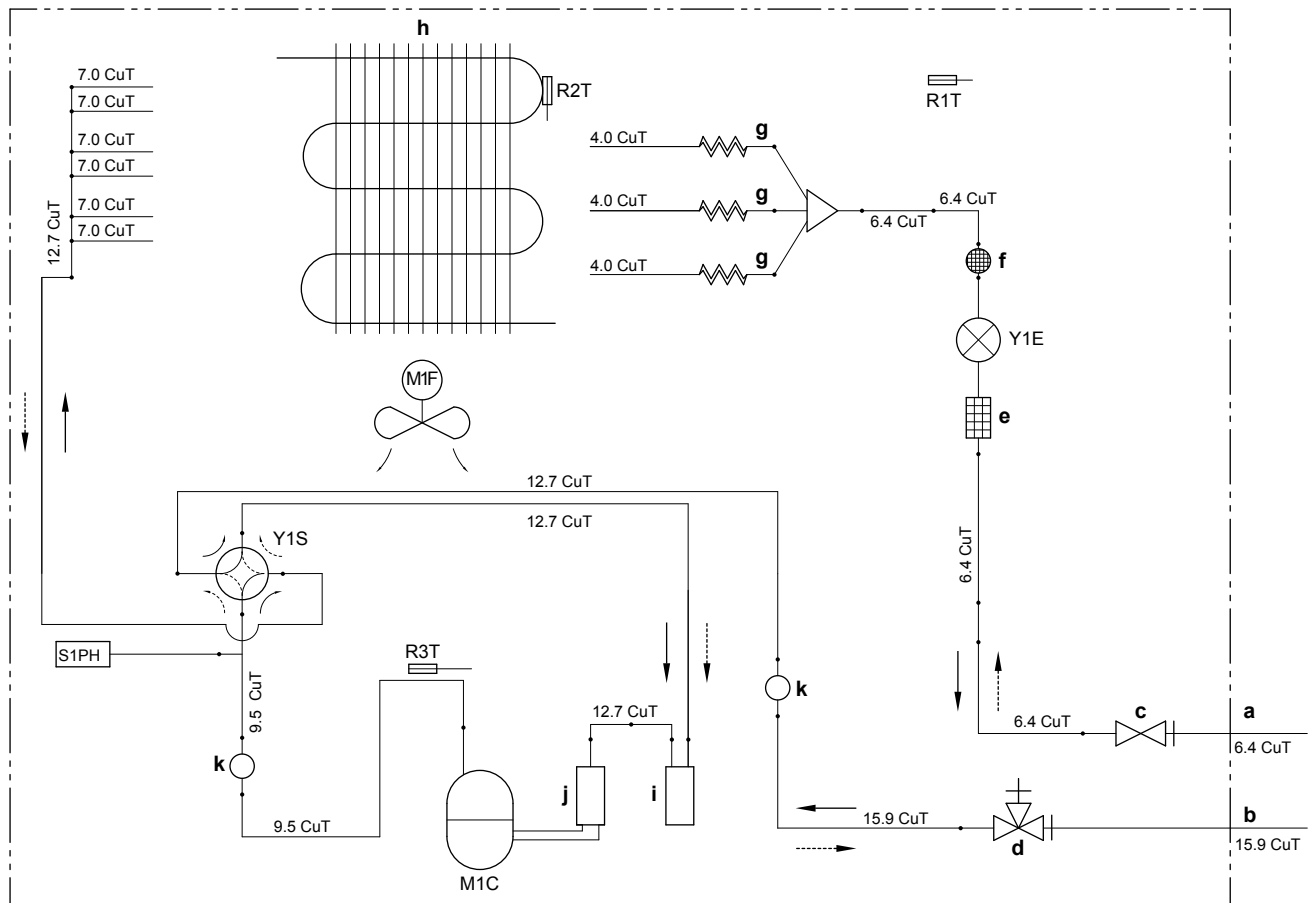 h
7.0 CuT
7.0 CuT
7.0 CuT
7.0 CuT
7.0 CuT
7.0 CuT
12.7 CuT
R2T
R1T
4.0 CuT
g
4.0 CuT
g
4.0 CuT
g
6.4 CuT
6.4 CuT
f
Y1E
e
M1F
12.7 CuT
12.7 CuT
Y1S
6.4 CuT
S1PH
R3T
9.5 CuT
k
k
12.7 CuT
6.4 CuT
c
a
6.4 CuT
j
i
9.5 CuT
M1C
15.9 CuT
d
b
15.9 CuT